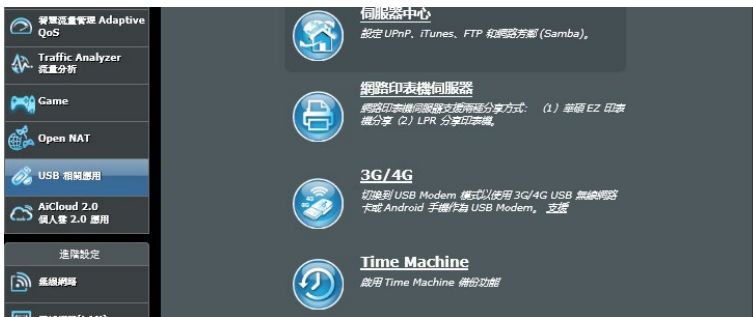 智慧流量管理 Adaptive
QoS
Traffic Analyzer
流量分析
Game
Open NAT
USB 相關應用
AiCloud 2.0
個人雲 2.0 應用
進階設定
無線網路
伺服器中心
設定 UPnP、iTunes、FTP 和網路芳鄰 (Samba)。
網路印表機伺服器
網路印表機伺服器支援兩種分享方式: (1) 華碩 EZ 印表
機分享 (2) LPR 分享印表機。
3G/4G
切換到 USB Modem 模式以使用 3G/4G USB 無線網路
卡或 Android 手機作為 USB Modem。 支援
Time Machine
啟用 Time Machine 備份功能